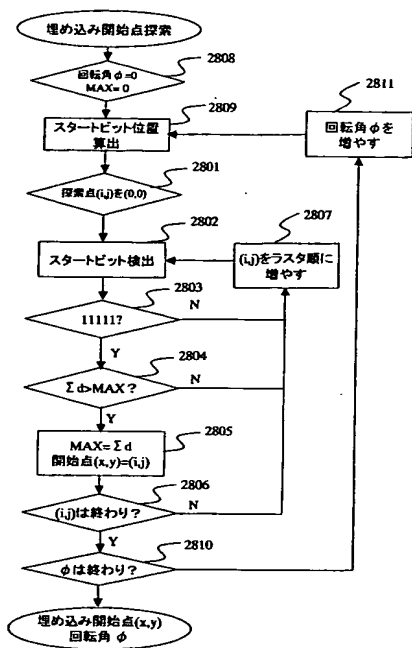 埋め込み開始点探索
2808
回転角φ=0
MAX= 0
2809
2811
スタートビット位置
算出
回転角φを
増やす
2801
探索点(i,j)を(0,0)
2802
2807
スタートビット検出
(i,j)をラスタ順に
増やす
2803
11111?
N
Y
2804
Σd>MAX?
N
Y
2805
MAX=Σd
開始点(x,y)=(i,j)
2806
(i,j)は終わり?
N
Y
2810
φは終わり?
埋め込み開始点(x,y)
回転角 φ